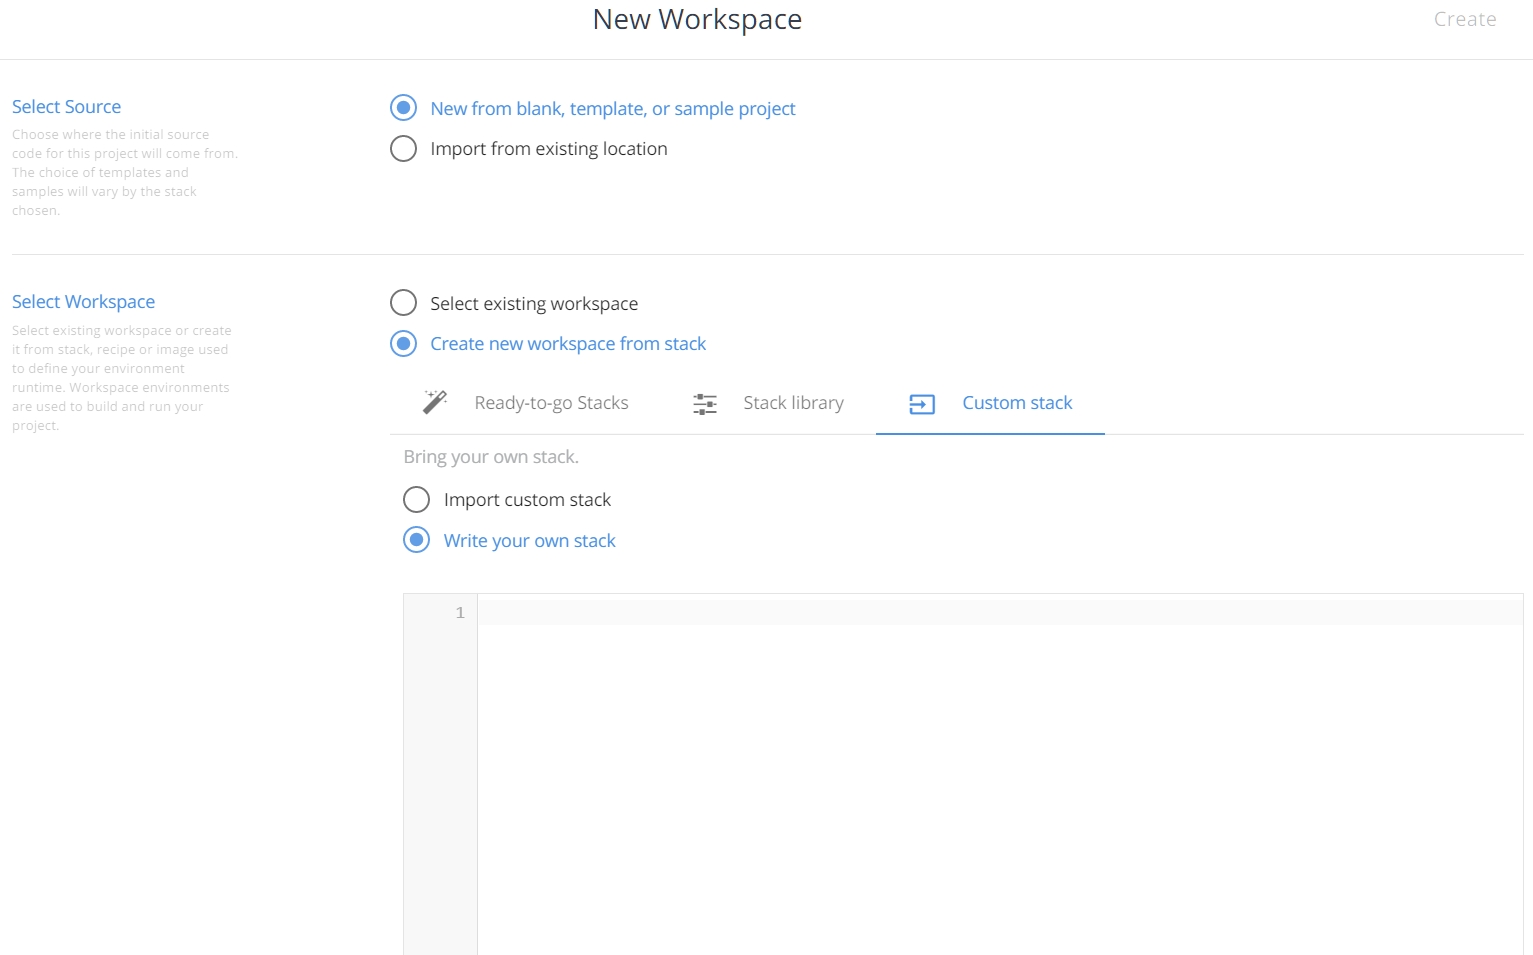 New Workspace
Create
Select Source
Choose where the initial source
code for this project will come from.
The choice of templates and
samples will vary by the stack
chosen.
New from blank, template, or sample project
Import from existing location
Select Workspace
Select existing workspace or create
it from stack, recipe or image used
to define your environment
runtime. Workspace environments
are used to build and run your
project.
Select existing workspace
Create new workspace from stack
Ready-to-go Stacks
Stack library
Custom stack
Bring your own stack.
Import custom stack
Write your own stack
1